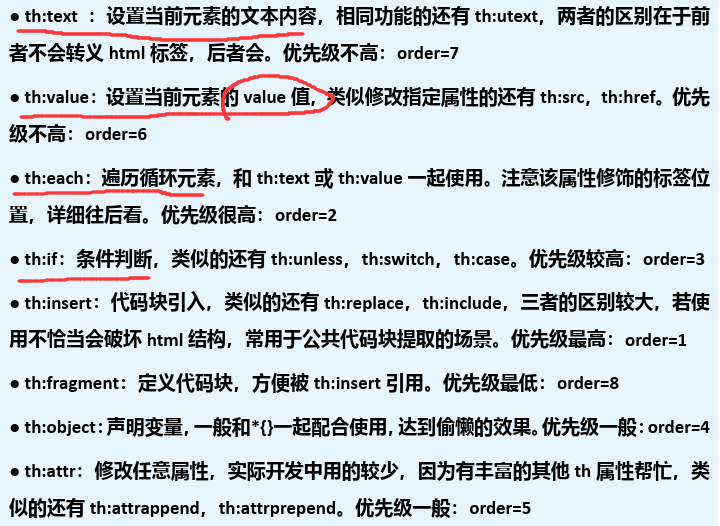 ● th:text ：设置当前元素的文本内容，相同功能的还有 th:utext，两者的区别在于前
者不会转义 html 标签，后者会。优先级不高：order=7
● th:value：设置当前元素的 value 值，类似修改指定属性的还有 th:src，th:href。优先
级不高：order=6
● th:each：遍历循环元素，和 th:text 或 th:value 一起使用。注意该属性修饰的标签位
置，详细往后看。优先级很高：order=2
● th:if：条件判断，类似的还有 th:unless，th:switch，th:case。优先级较高：order=3
● th:insert：代码块引入，类似的还有 th:replace，th:include，三者的区别较大，若使
用不恰当会破坏 html 结构，常用于公共代码块提取的场景。优先级最高：order=1
● th:fragment：定义代码块，方便被 th:insert 引用。优先级最低：order=8
● th:object：声明变量，一般和*{}一起配合使用，达到偷懒的效果。优先级一般：order=4
● th:attr：修改任意属性，实际开发中用的较少，因为有丰富的其他 th 属性帮忙，类
似的还有 th:attrappend，th:attrprepend。优先级一般：order=5